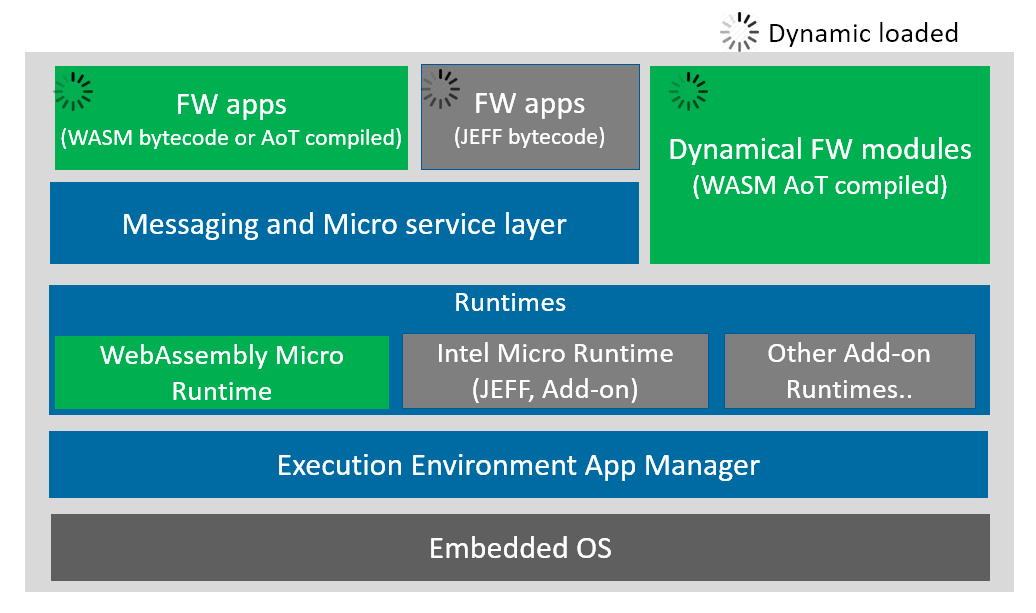 Dynamic loaded
FW apps
(WASM bytecode or AoT compiled)
FW apps
(JEFF bytecode)
Dynamical FW modules
(WASM AoT compiled)
Messaging and Micro service layer
Runtimes
WebAssembly Micro
Runtime
Intel Micro Runtime
(JEFF, Add-on)
Other Add-on
Runtimes..
Execution Environment App Manager
Embedded OS